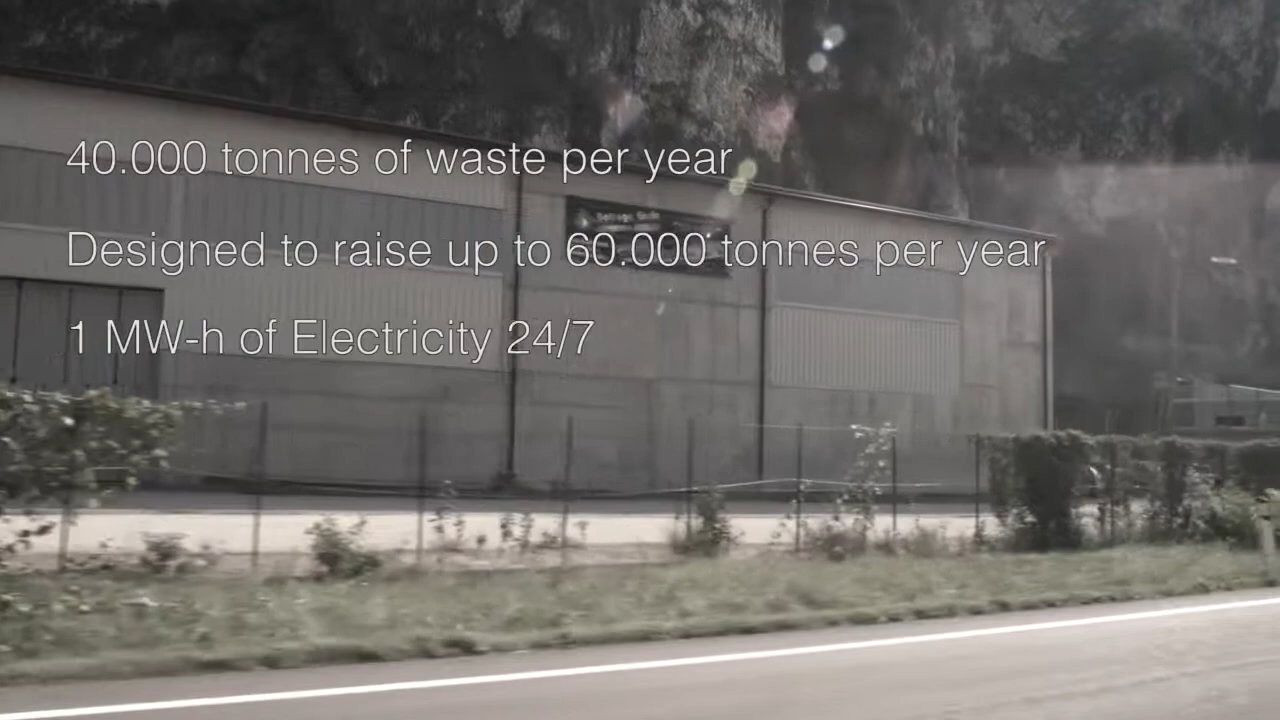 40.000 tonnes of waste per year
Designed to raise up to 60.000 tonnes per year
1 MW-h of Electricity 24/7